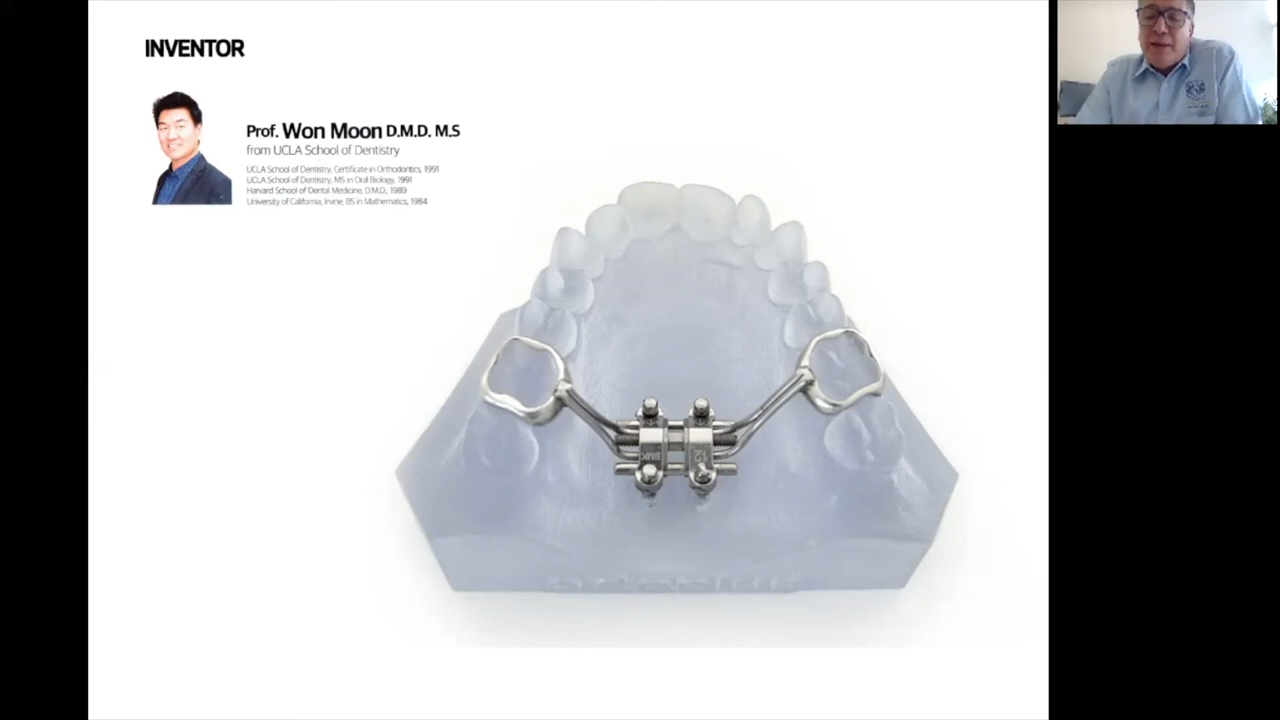 INVENTOR
Prof. Won Moon D.M.D. M.S
from UCLA School of Dentistry
UCLA School of Dentistry, Certificate in Orthodontics, 1991
UCLA School of Dentistry, MS in Oral Biology, 1991
Harvard School of Dental Medicine, D.M.D., 1989
University of California, Irvine, BS in Mathematics, 1984
BMK
12